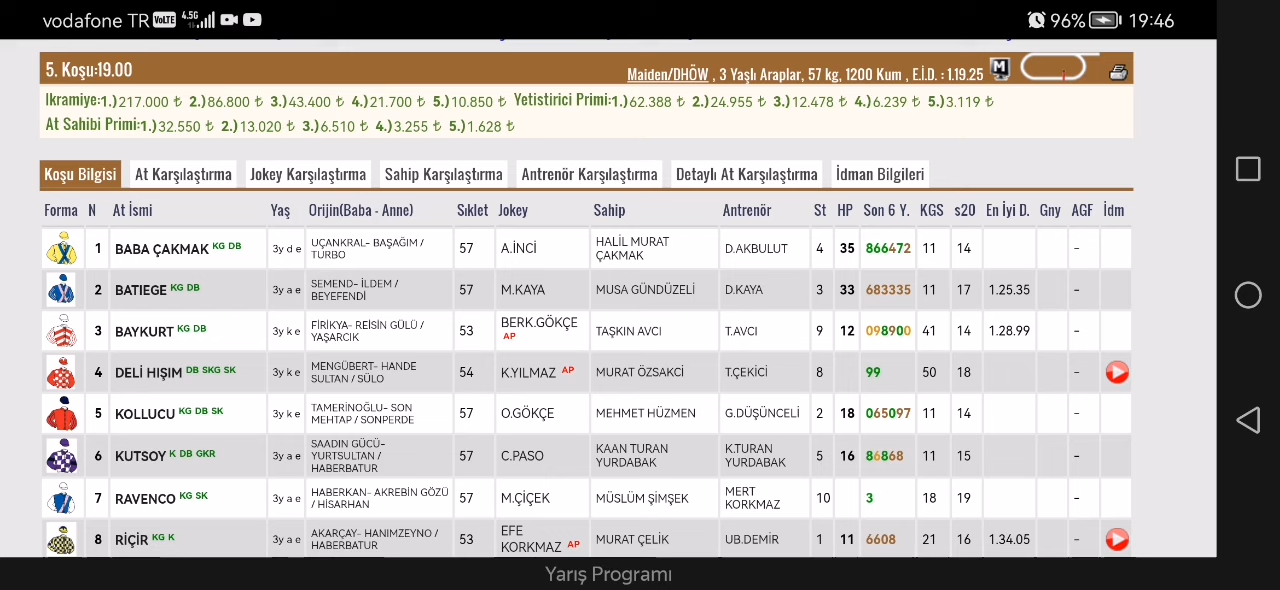 vodafone TR VoLTE 4.5G 96% 19:46
5. Koşu:19.00
Maiden/DHÖW , 3 Yaşlı Araplar, 57 kg, 1200 Kum , E.İ.D. : 1.19.25 M
Ikramiye:1.)217.000 ₺ 2.)86.800 ₺ 3.)43.400 ₺ 4.)21.700 ₺ 5.)10.850 ₺ Yetistirici Primi:1.)62.388 ₺ 2.)24.955 ₺ 3.)12.478 ₺ 4.)6.239 ₺ 5.)3.119 ₺
At Sahibi Primi:1.)32.550 ₺ 2.)13.020 ₺ 3.)6.510 ₺ 4.)3.255 ₺ 5.)1.628 ₺
Koşu Bilgisi At Karşılaştırma Jokey Karşılaştırma Sahip Karşılaştırma Antrenör Karşılaştırma Detaylı At Karşılaştırma İdman Bilgileri
Forma N At İsmi Yaş Orijin(Baba - Anne) Sıklet Jokey Sahip Antrenör St HP Son 6 Y. KGS s20 En İyi D. Gny AGF İdm
1 BABA ÇAKMAK KG DB 3y d e UÇANKRAL- BAŞAĞIM / TURBO 57 A.İNCİ HALİL MURAT ÇAKMAK D.AKBULUT 4 35 866472 11 14 -
2 BATIEGE KG DB 3y a e SEMEND- İLDEM / BEYEFENDİ 57 M.KAYA MUSA GÜNDÜZELİ D.KAYA 3 33 683335 11 17 1.25.35 -
3 BAYKURT KG DB 3y k e FİRİKYA- REİSİN GÜLÜ / YAŞARCIK 53 BERK.GÖKÇE AP TAŞKIN AVCI T.AVCI 9 12 098900 41 14 1.28.99 -
4 DELİ HIŞIM DB SKG SK 3y k e MENGÜBERT- HANDE SULTAN / SÜLO 54 K.YILMAZ AP MURAT ÖZSAKCİ T.ÇEKİCİ 8 99 50 18 -
5 KOLLUCU KG DB SK 3y k e TAMERİNOĞLU- SON MEHTAP / SONPERDE 57 O.GÖKÇE MEHMET HÜZMEN G.DÜŞÜNCELİ 2 18 065097 11 14 -
6 KUTSOY K DB GKR 3y a e SAADIN GÜCÜ- YURTSULTAN / HABERBATUR 57 C.PASO KAAN TURAN YURDABAK K.TURAN YURDABAK 5 16 86868 11 15 -
7 RAVENCO KG SK 3y a e HABERKAN- AKREBİN GÖZÜ / HİSARHAN 57 M.ÇİÇEK MÜSLÜM ŞİMŞEK MERT KORKMAZ 10 3 18 19 -
8 RİÇİR KG K 3y a e AKARÇAY- HANIMZEYNO / HABERBATUR 53 EFE KORKMAZ AP MURAT ÇELİK UB.DEMİR 1 11 6608 21 16 1.34.05 -
Yarış Programı